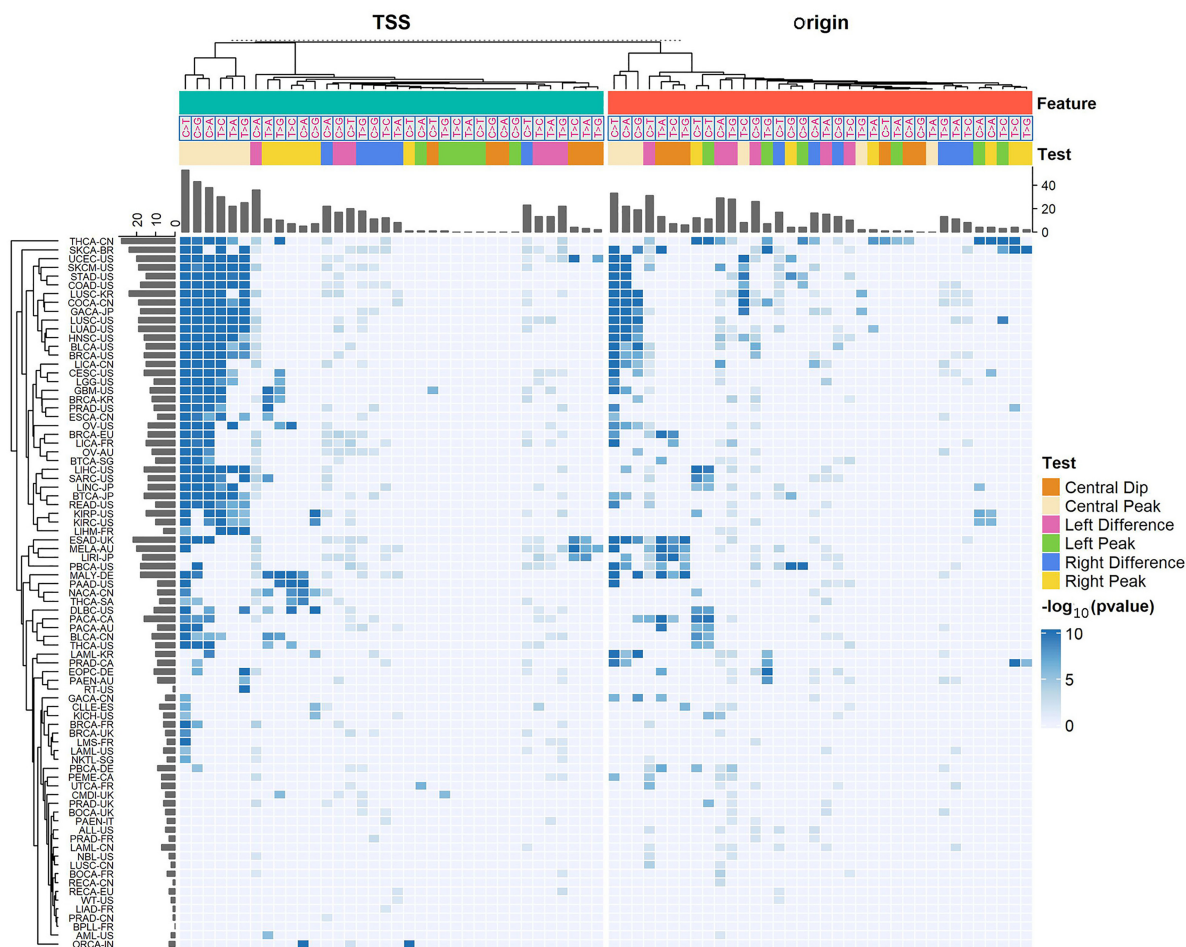 TSS
Origin
Feature
C>T C>G C>A T>C T>A T>G C>A T>A T>G T>C C>A C>G C>A C>G C>T T>G
Test
40
20
0
20 10 0
THCA-CN
SKCA-BR
UCEC-US
SKCM-US
STAD-US
COAD-US
LUSC-KR
COCA-CN
GACA-JP
LUSC-US
LUAD-US
HNSC-US
BLCA-US
BRCA-US
LICA-CN
CESC-US
LGG-US
GBM-US
BRCA-KR
PRAD-US
ESCA-CN
OV-US
BRCA-EU
LICA-FR
OV-AU
BTCA-SG
LIHC-US
SARC-US
LINC-JP
BTCA-JP
READ-US
KIRP-US
KIRC-US
LIHM-FR
ESAD-UK
MELA-AU
LIRI-JP
PBCA-US
MALY-DE
PAAD-US
NACA-CN
THCA-SA
DLBC-US
PACA-CA
PACA-AU
BLCA-CN
THCA-US
LAML-KR
PRAD-CA
EOPC-DE
PAEN-AU
RT-US
GACA-CN
CLLE-ES
KICH-US
BRCA-FR
BRCA-UK
LMS-FR
LAML-US
NKTL-SG
PBCA-DE
PEME-CA
UTCA-FR
CMDI-UK
PRAD-UK
BOCA-UK
PAEN-IT
ALL-US
PRAD-FR
LAML-CN
NBL-US
LUSC-CN
BOCA-FR
RECA-CN
RECA-EU
WT-US
LIAD-FR
PRAD-CN
BPLL-FR
AML-US
ORCA-IN
Test
Central Dip
Central Peak
Left Difference
Left Peak
Right Difference
Right Peak
-log10(pvalue)
10
5
0